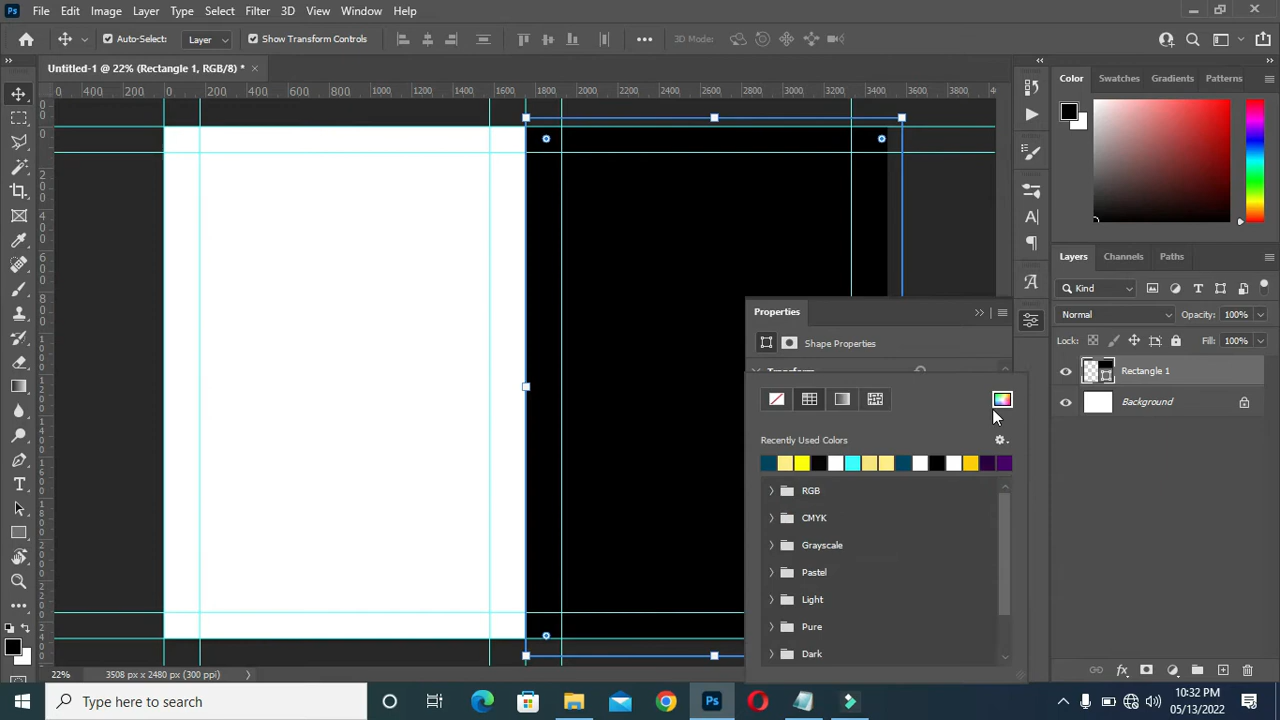 Ps File Edit Image Layer Type Select Filter 3D View Window Help
Auto-Select: Layer Show Transform Controls 3D Mode:
Untitled-1 @ 22% (Rectangle 1, RGB/8) *
Color Swatches Gradients Patterns
0 400 200 0 200 400 600 800 1000 1200 1400 1600 1800 2000 2200 2400 2600 2800 3000 3200 3400 3600 3800
Layers Channels Paths
Kind
Properties
Normal Opacity: 100%
Shape Properties
Lock: Fill: 100%
Transform
Rectangle 1
Background
Recently Used Colors
RGB
CMYK
Grayscale
Pastel
Light
Pure
Dark
22% 3508 px x 2480 px (300 ppi)
Type here to search
Ps
10:32 PM
05/13/2022